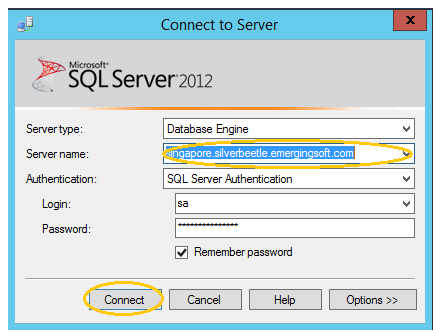 Connect to Server
x
Microsoft
SQL Server 2012
Server type: Database Engine
Server name: singapore.silverbeetle.emergingsoft.com
Authentication: SQL Server Authentication
Login: sa
Password: ***************
Remember password
Connect Cancel Help Options >>